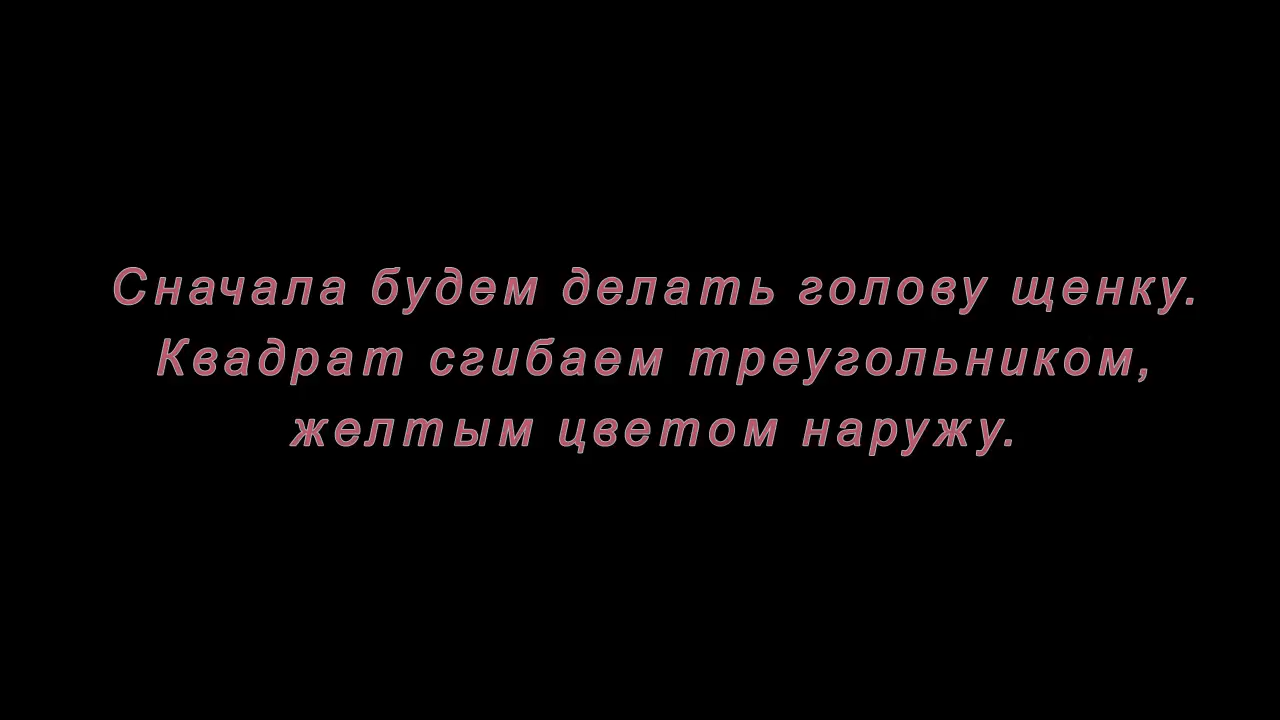 Сначала будем делать голову щенку.
Квадрат сгибаем треугольником,
желтым цветом наружу.